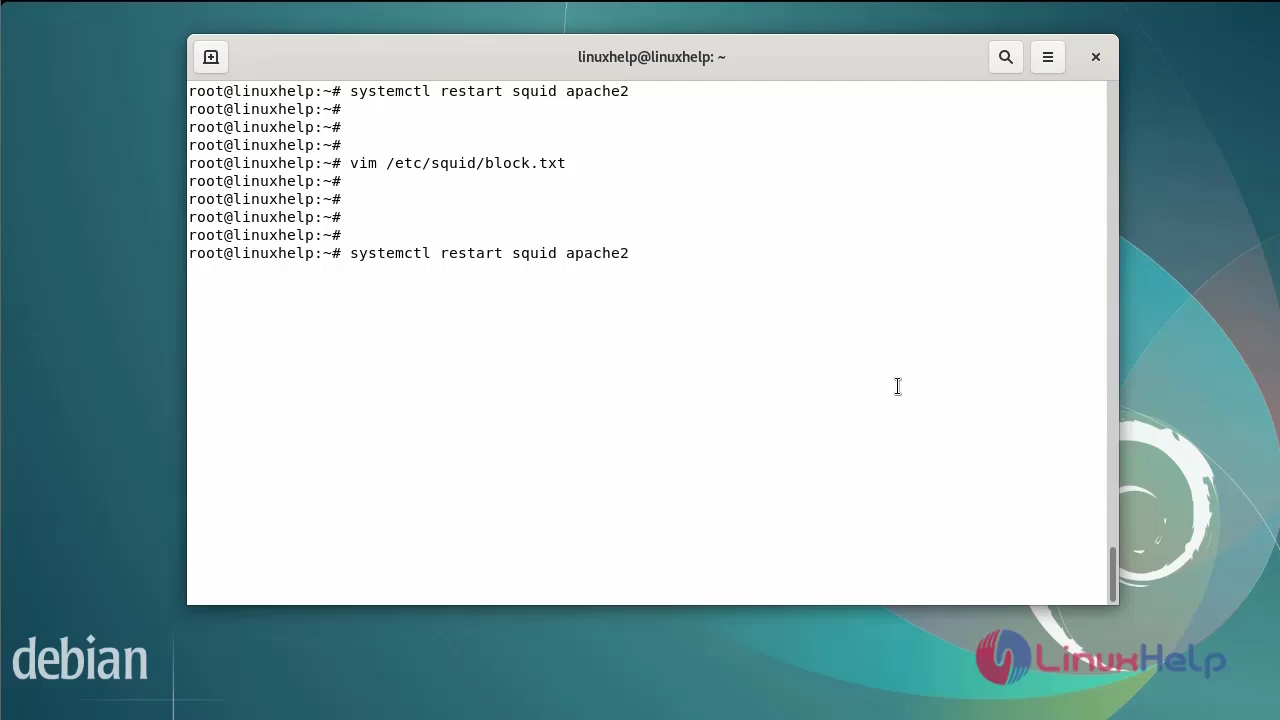 linuxhelp@linuxhelp: ~
root@linuxhelp:~# systemctl restart squid apache2
root@linuxhelp:~#
root@linuxhelp:~#
root@linuxhelp:~#
root@linuxhelp:~# vim /etc/squid/block.txt
root@linuxhelp:~#
root@linuxhelp:~#
root@linuxhelp:~#
root@linuxhelp:~#
root@linuxhelp:~# systemctl restart squid apache2
debian
LinuxHelp